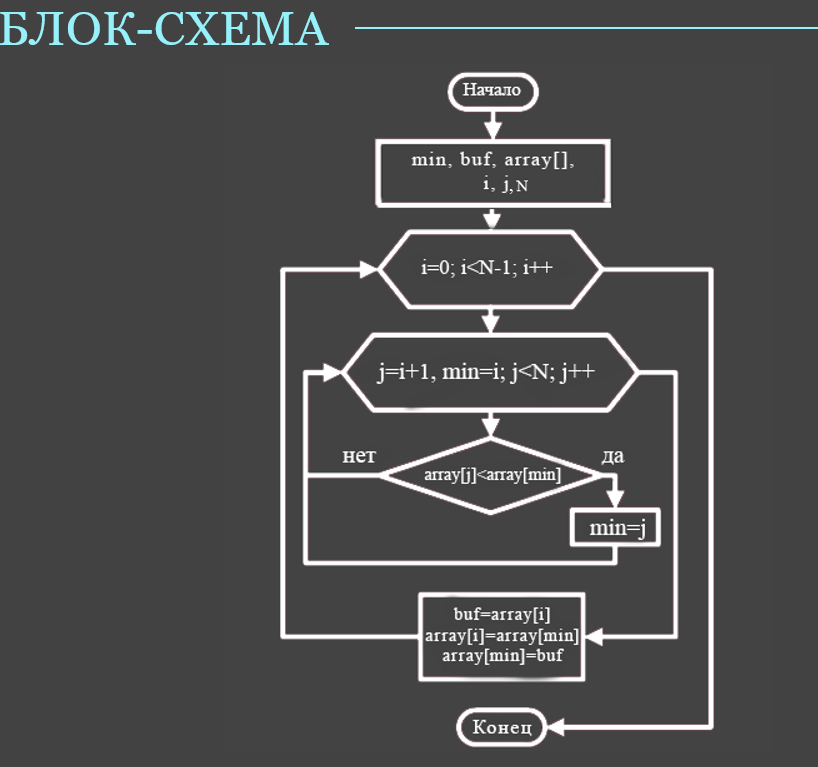 БЛОК-СХЕМА
Начало
min, buf, array[],
i, j,N
i=0; i<N-1; i++
j=i+1, min=i; j<N; j++
нет
да
array[j]<array[min]
min=j
buf=array[i]
array[i]=array[min]
array[min]=buf
Конец